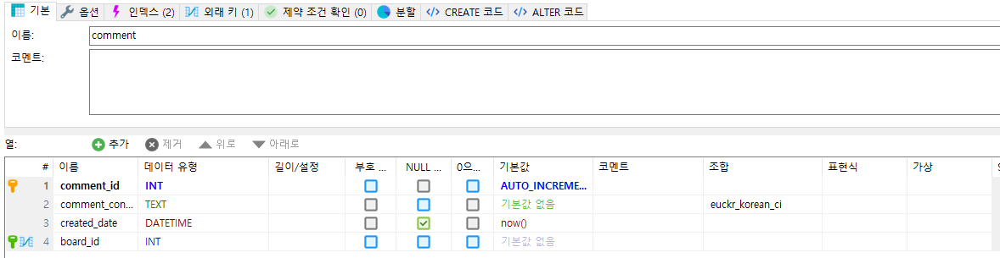 기본 옵션 인덱스 (2) 외래 키 (1) 제약 조건 확인 (0) 분할 CREATE 코드 ALTER 코드
이름: comment
코멘트:
열: 추가 제거 위로 아래로
# 이름 데이터 유형 길이/설정 부호 ... NULL ... 0으... 기본값 코멘트 조합 표현식 가상 S
1 comment_id INT AUTO_INCREME...
2 comment_con... TEXT 기본값 없음 euckr_korean_ci
3 created_date DATETIME now()
4 board_id INT 기본값 없음